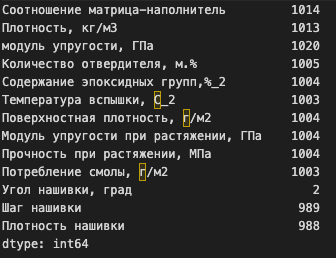 Соотношение матрица-наполнитель 1014
Плотность, кг/м3 1013
модуль упругости, ГПа 1020
Количество отвердителя, м.% 1005
Содержание эпоксидных групп,%_2 1004
Температура вспышки, С_2 1003
Поверхностная плотность, г/м2 1004
Модуль упругости при растяжении, ГПа 1004
Прочность при растяжении, МПа 1004
Потребление смолы, г/м2 1003
Угол нашивки, град 2
Шаг нашивки 989
Плотность нашивки 988
dtype: int64